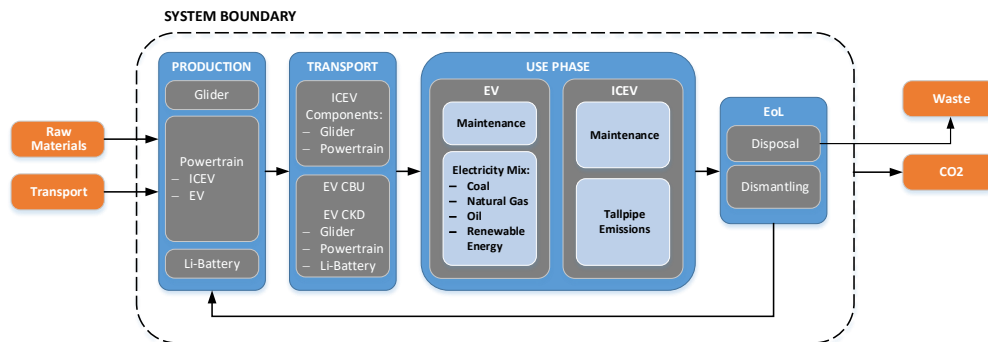 SYSTEM BOUNDARY
Raw
Materials
Transport
PRODUCTION
Glider
Powertrain
– ICEV
– EV
Li-Battery
TRANSPORT
ICEV
Components:
– Glider
– Powertrain
EV CBU
EV CKD
– Glider
– Powertrain
– Li-Battery
USE PHASE
EV
Maintenance
Electricity Mix:
– Coal
– Natural Gas
– Oil
– Renewable
Energy
ICEV
Maintenance
Tallpipe
Emissions
EoL
Disposal
Dismantling
Waste
CO2